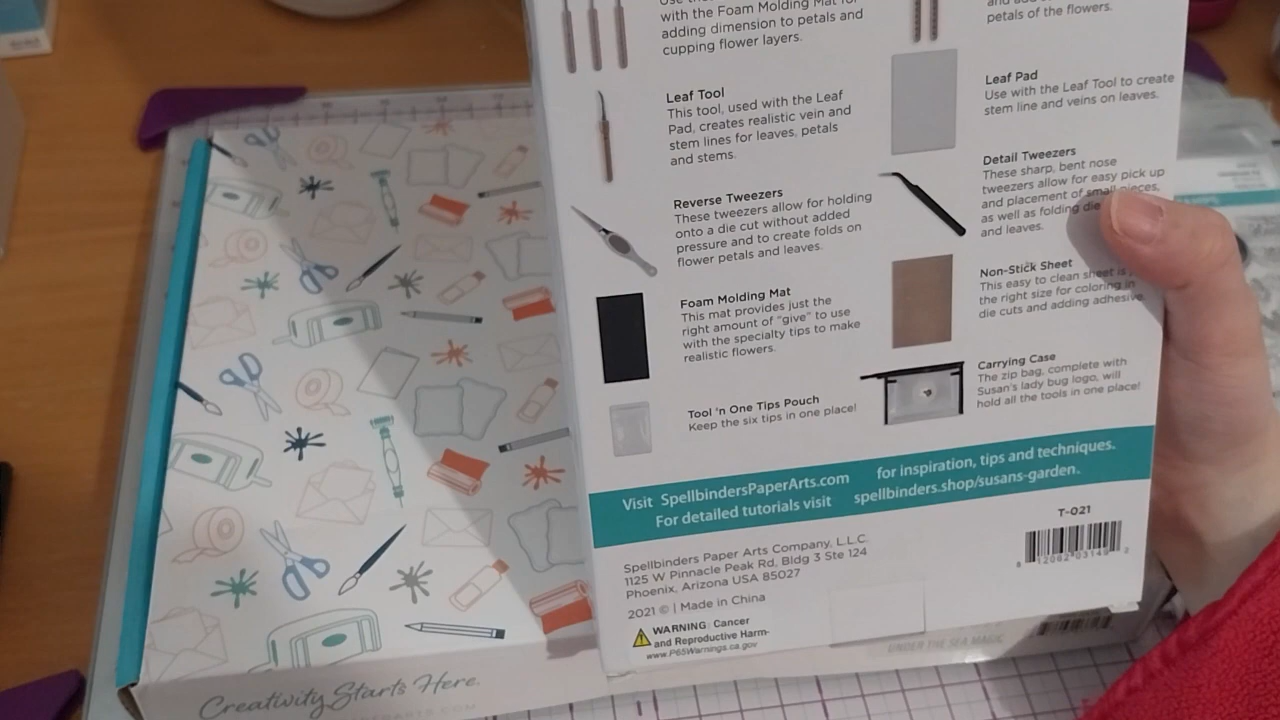 Use
with the Foam Molding Mat for
adding dimension to petals and
cupping flower layers.
and add
petals of the flowers.
Leaf Tool
This tool, used with the Leaf
Pad, creates realistic vein and
stem lines for leaves, petals
and stems.
Leaf Pad
Use with the Leaf Tool to create
stem line and veins on leaves.
Reverse Tweezers
These tweezers allow for holding
onto a die cut without added
pressure and to create folds on
flower petals and leaves.
Detail Tweezers
These sharp, bent nose
tweezers allow for easy pick up
and placement of small pieces,
as well as folding die
and leaves.
Foam Molding Mat
This mat provides just the
right amount of "give" to use
with the specialty tips to make
realistic flowers.
Non-Stick Sheet
This easy to clean sheet is
the right size for coloring in
die cuts and adding adhesive.
Tool 'n One Tips Pouch
Keep the six tips in one place!
Carrying Case
The zip bag, complete with
Susan's lady bug logo, will
hold all the tools in one place!
Visit SpellbindersPaperArts.com for inspiration, tips and techniques.
For detailed tutorials visit spellbinders.shop/susans-garden.
Spellbinders Paper Arts Company, L.L.C.
1125 W Pinnacle Peak Rd, Bldg 3 Ste 124
Phoenix, Arizona USA 85027
2021 © | Made in China
WARNING: Cancer
and Reproductive Harm-
www.P65Warnings.ca.gov
T-021
UNDER THE SEA MAGIC
Creativity Starts Here.